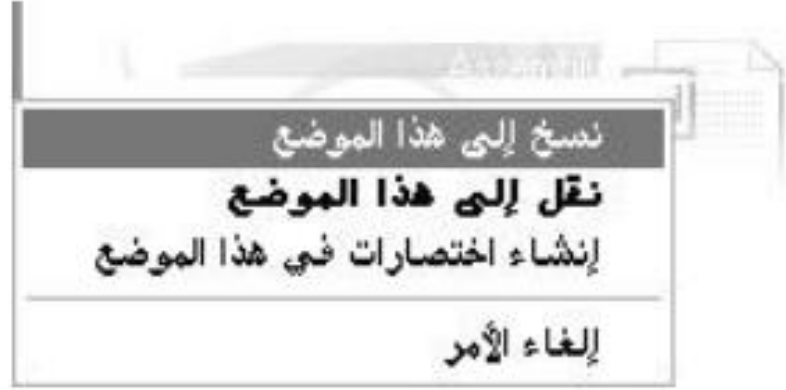 نسخ إلى هذا الموضع
نقل إلى هذا الموضع
إنشاء اختصارات في هذا الموضع
إلغاء الأمر